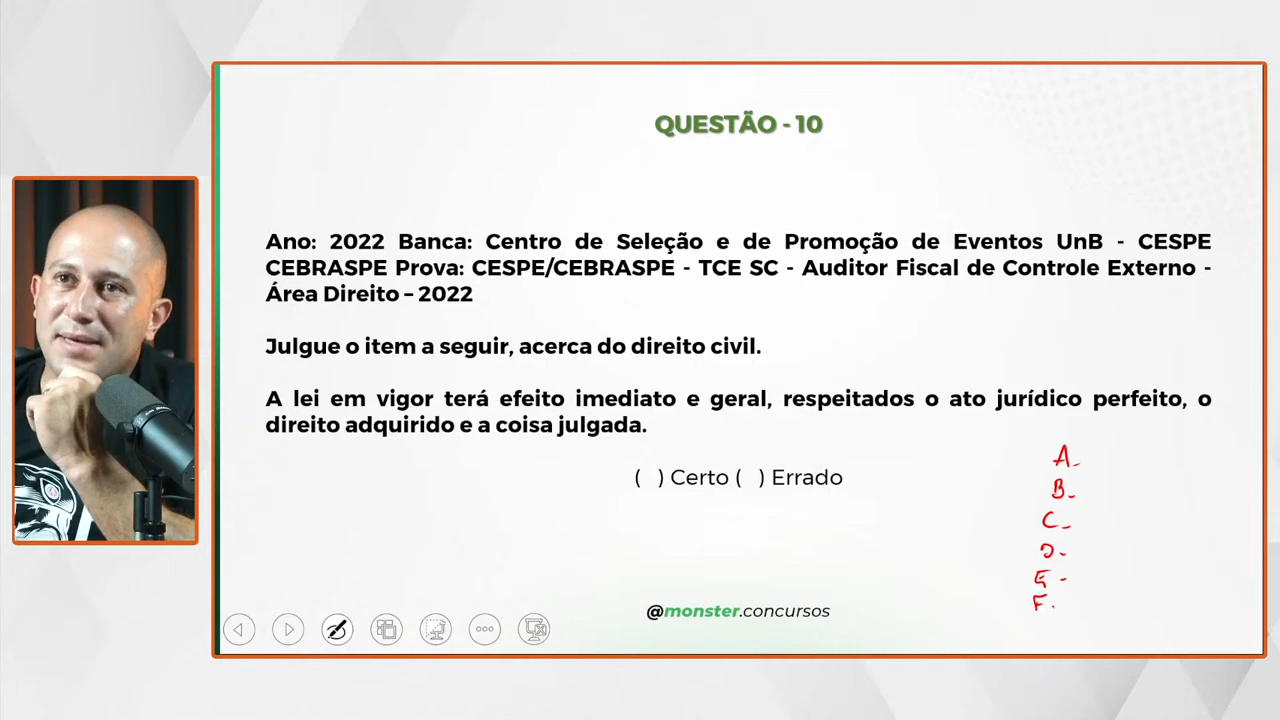 QUESTÃO - 10
Ano: 2022 Banca: Centro de Seleção e de Promoção de Eventos UnB - CESPE
CEBRASPE Prova: CESPE/CEBRASPE - TCE SC - Auditor Fiscal de Controle Externo -
Área Direito – 2022
Julgue o item a seguir, acerca do direito civil.
A lei em vigor terá efeito imediato e geral, respeitados o ato jurídico perfeito, o
direito adquirido e a coisa julgada.
( ) Certo ( ) Errado
A-
B-
C-
D-
E-
F.
@monster.concursos